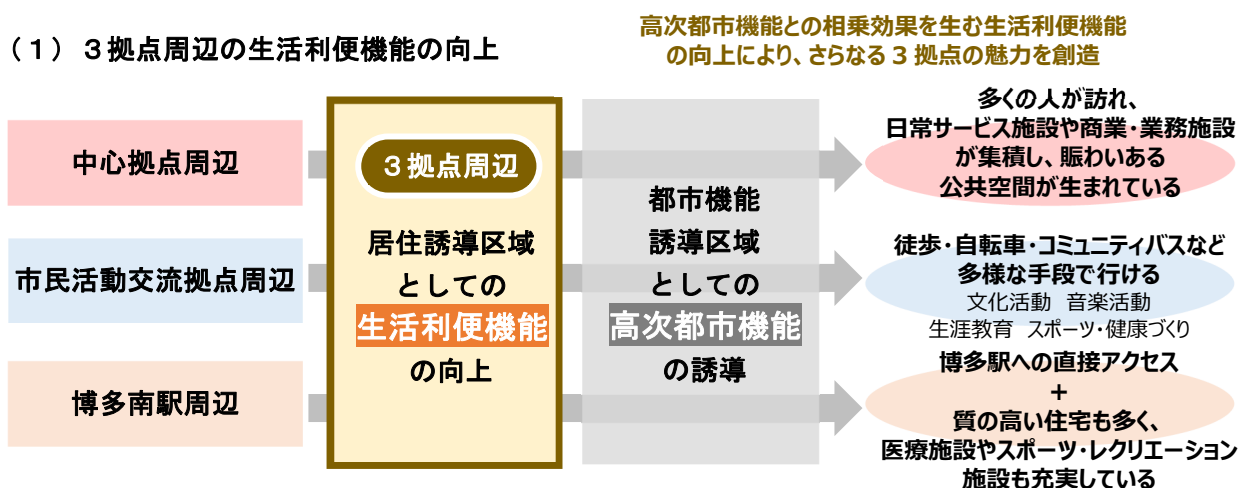 （１）３拠点周辺の生活利便機能の向上
高次都市機能との相乗効果を生む生活利便機能
の向上により、さらなる３拠点の魅力を創造
中心拠点周辺
市民活動交流拠点周辺
博多南駅周辺
３拠点周辺
居住誘導区域
としての
生活利便機能
の向上
都市機能
誘導区域
としての
高次都市機能
の誘導
多くの人が訪れ、
日常サービス施設や商業・業務施設
が集積し、賑わいある
公共空間が生まれている
徒歩・自転車・コミュニティバスなど
多様な手段で行ける
文化活動　音楽活動
生涯教育　スポーツ・健康づくり
博多駅への直接アクセス
＋
質の高い住宅も多く、
医療施設やスポーツ・レクリエーション
施設も充実している